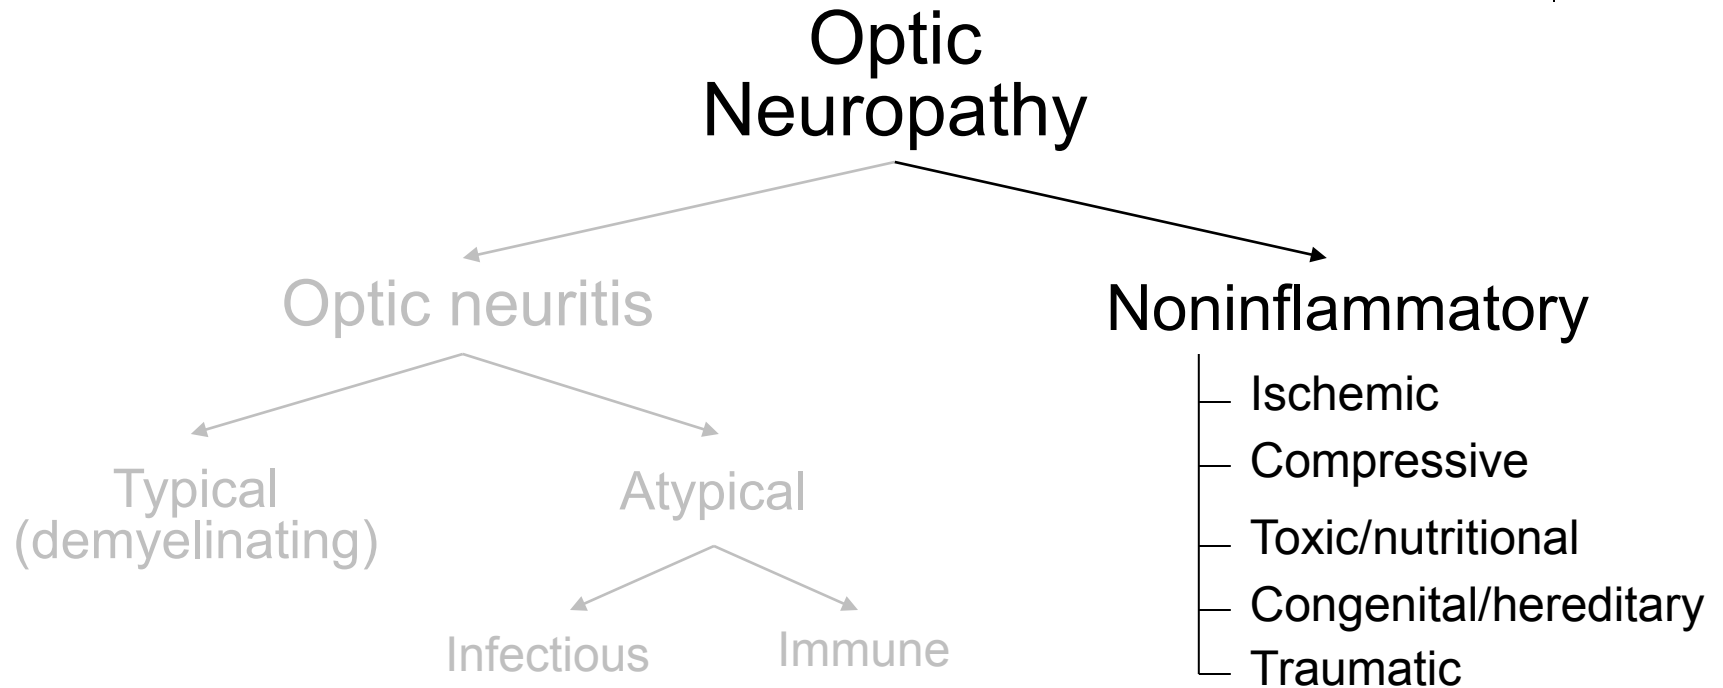 Optic
Neuropathy
Optic neuritis
Noninflammatory
Typical
(demyelinating)
Atypical
Infectious
Immune
Ischemic
Compressive
Toxic/nutritional
Congenital/hereditary
Traumatic